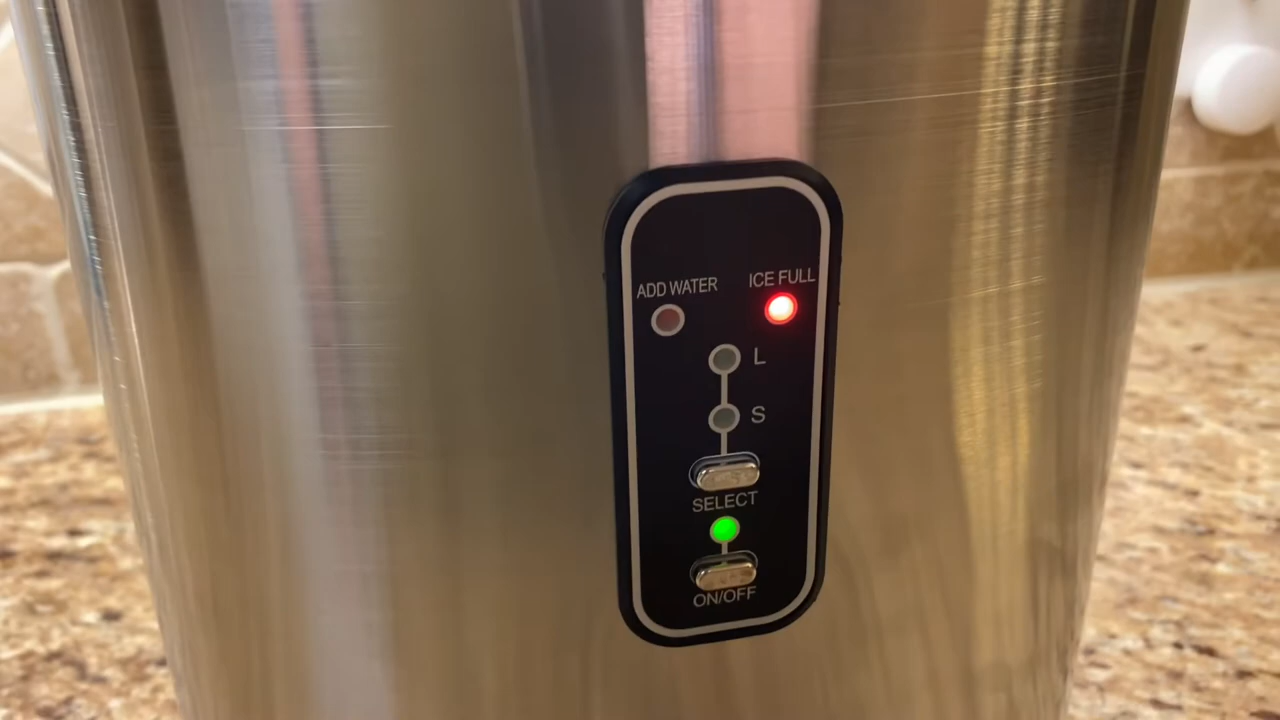 ADD WATER
ICE FULL
L
S
SELECT
ON/OFF